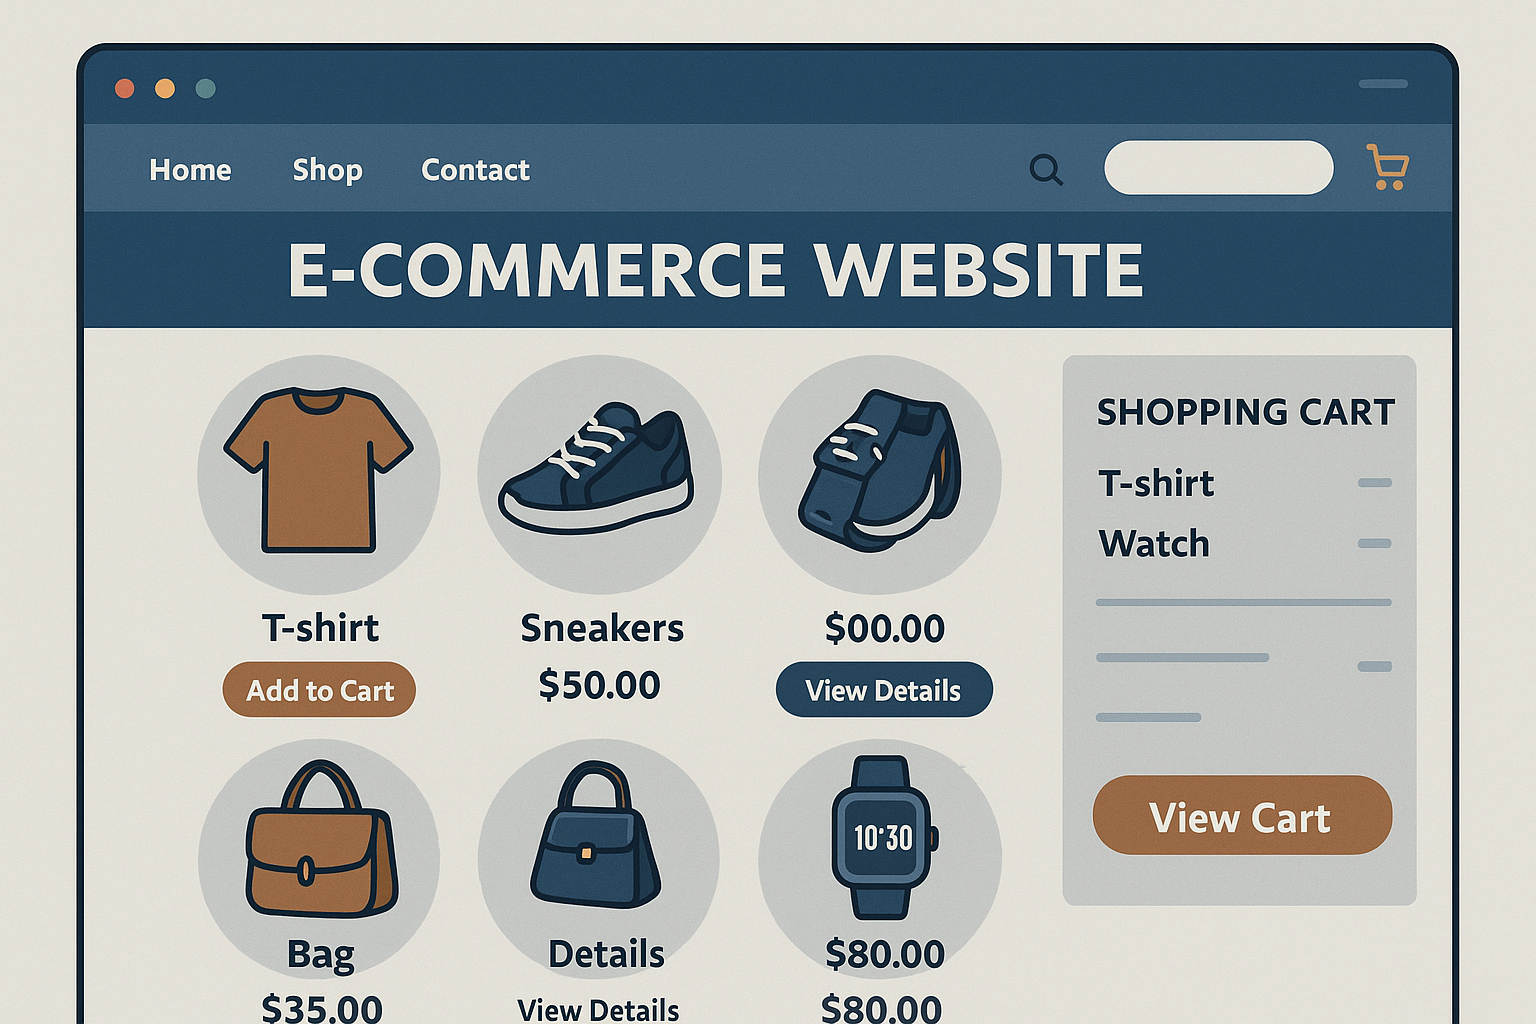 Home Shop Contact
E-COMMERCE WEBSITE
T-shirt
Add to Cart
Sneakers
$50.00
$00.00
View Details
Bag
$35.00
Details
View Details
10:30
$80.00
$80.00
SHOPPING CART
T-shirt
Watch
View Cart